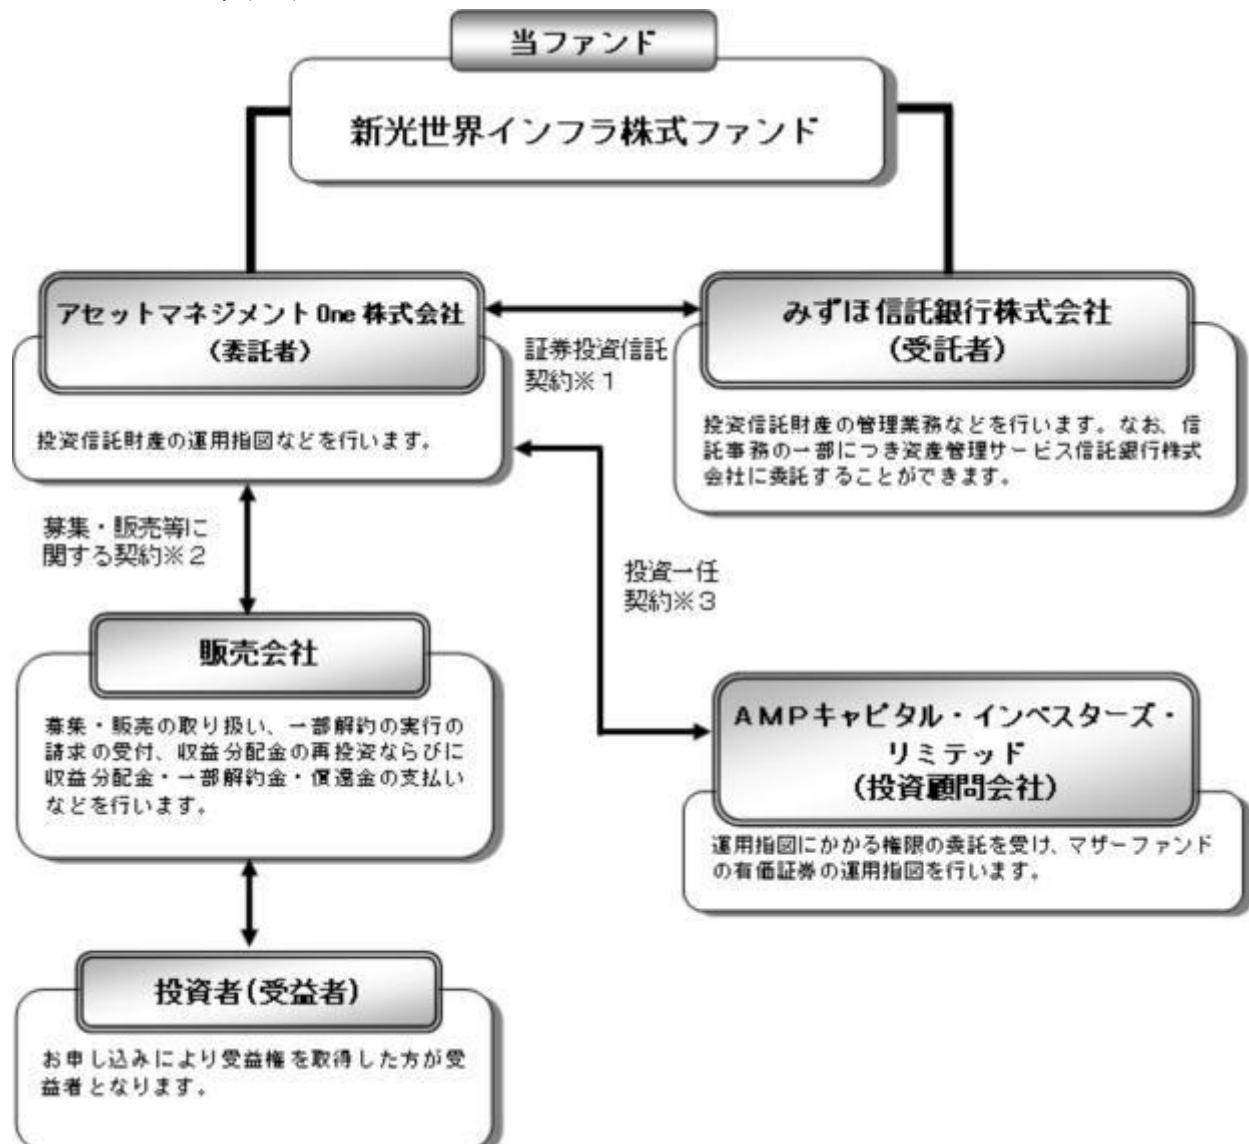 当ファンド
新光世界インフラ株式ファンド
アセットマネジメントOne 株式会社
(委託者)
投資信託財産の運用指図などを行います。
証券投資信託
契約※1
みずほ信託銀行株式会社
(受託者)
投資信託財産の管理業務などを行います。なお、信
託事務の一部につき資産管理サービス信託銀行株式
会社に委託することができます。
募集・販売等に
関する契約※2
投資一任
契約※3
販売会社
募集・販売の取り扱い、一部解約の実行の
請求の受付、収益分配金の再投資ならびに
収益分配金・一部解約金・償還金の支払い
などを行います。
AMPキャピタル・インベスターズ・
リミテッド
(投資顧問会社)
運用指図にかかる権限の委託を受け、マザーファンド
の有価証券の運用指図を行います。
投資者(受益者)
お申し込みにより受益権を取得した方が受
益者となります。